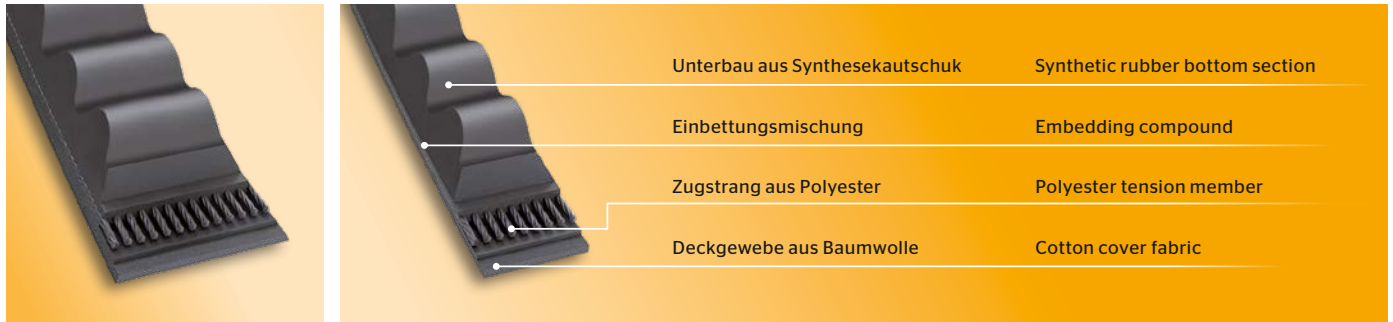 Unterbau aus Synthesekautschuk Synthetic rubber bottom section
Einbettungsmischung Embedding compound
Zugstrang aus Polyester Polyester tension member
Deckgewebe aus Baumwolle Cotton cover fabric